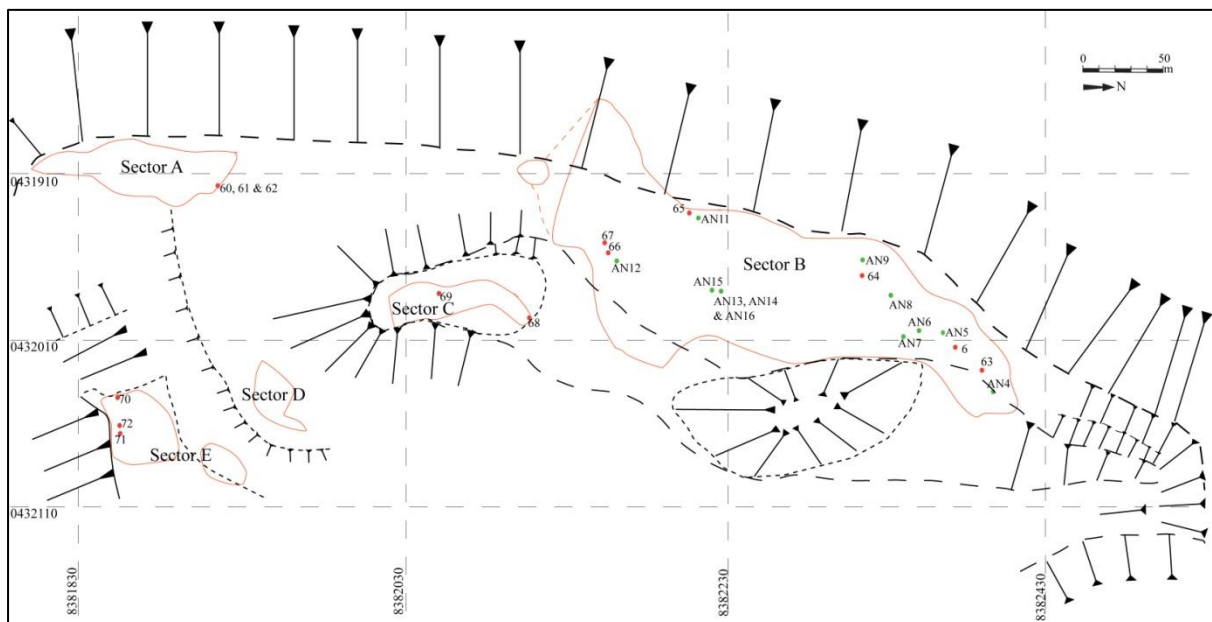 0 50
m
N
Sector A
0431910
60, 61 & 62
65
AN11
67
66
AN12
Sector B
AN9
64
AN15
AN13, AN14
& AN16
AN8
69
Sector C
68
AN6
AN5
AN7
6
0432010
63
AN4
70
Sector D
72
71
Sector E
0432110
8381830
8382030
8382230
8382430